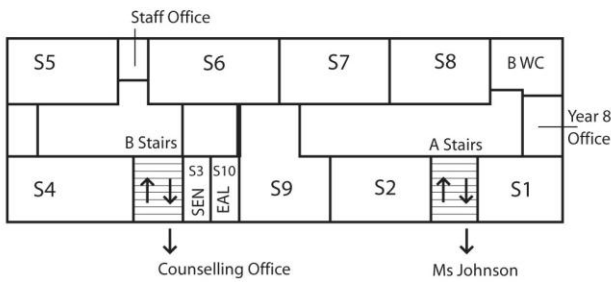 Staff Office
S5
S6
S7
S8
B WC
Year 8
Office
B Stairs
A Stairs
S4
S3
SEN
S10
EAL
S9
S2
S1
Counselling Office
Ms Johnson